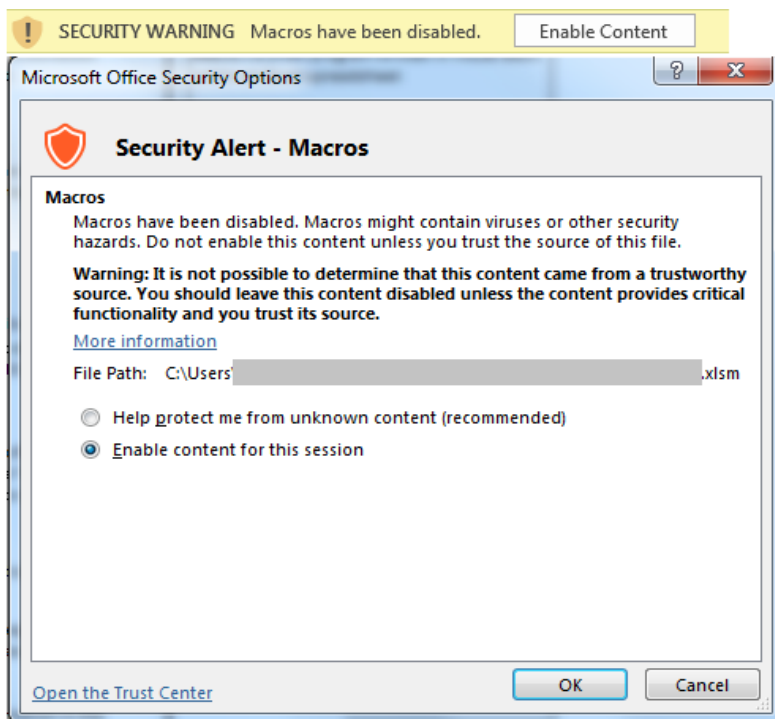 SECURITY WARNING Macros have been disabled. Enable Content
Microsoft Office Security Options
Security Alert - Macros
Macros
Macros have been disabled. Macros might contain viruses or other security
hazards. Do not enable this content unless you trust the source of this file.
Warning: It is not possible to determine that this content came from a trustworthy
source. You should leave this content disabled unless the content provides critical
functionality and you trust its source.
More information
File Path: C:\Users .xlsm
Help protect me from unknown content (recommended)
Enable content for this session
Open the Trust Center OK Cancel